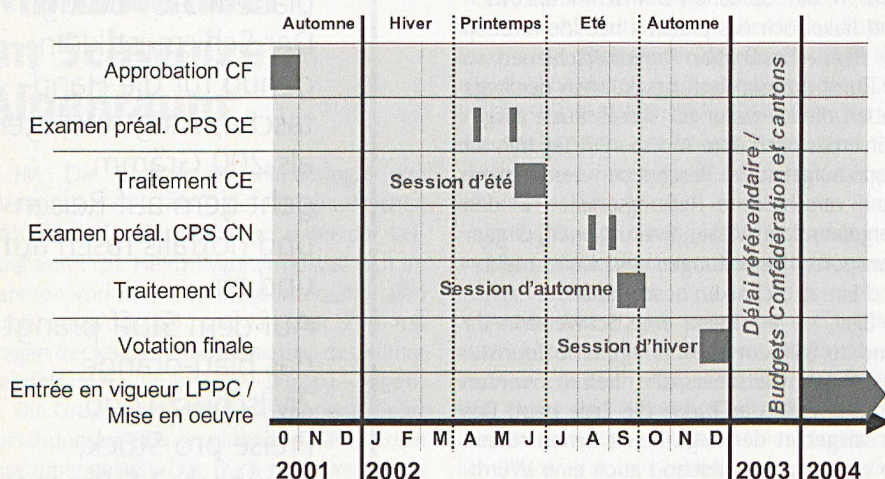 Automne Hiver Printemps Eté Automne
Approbation CF
Examen préal. CPS CE
Traitement CE Session d'été
Examen préal. CPS CN
Traitement CN Session d'automne
Votation finale Session d'hiver
Entrée en vigueur LPPC /
Mise en oeuvre
Délai référendaire /
Budgets Confédération et cantons
O N D J F M A M J J A S O N D
2001 2002 2003 2004